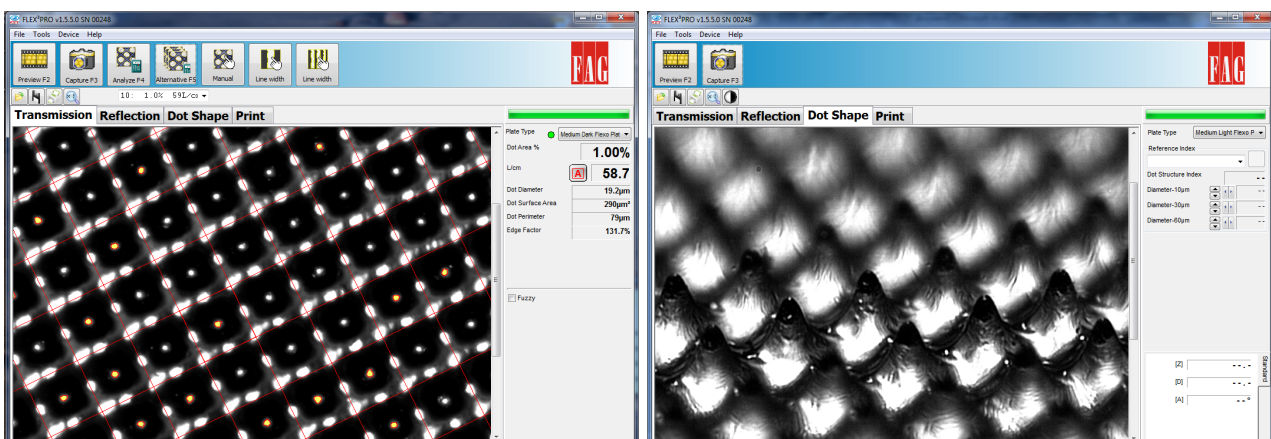 FLEX³PRO v1.5.5.0 SN 00248
File Tools Device Help
Preview F2 Capture F3 Analyze F4 Alternative F5 Manual Line width Line width
FAG
10: 1.0% 59L/cm
Transmission Reflection Dot Shape Print
Plate Type Medium Dark Flexo Plat
Dot Area % 1.00%
L/cm A 58.7
Dot Diameter 19.2µm
Dot Surface Area 290µm²
Dot Perimeter 79µm
Edge Factor 131.7%
Fuzzy
FLEX³PRO v1.5.5.0 SN 00248
File Tools Device Help
Preview F2 Capture F3
FAG
Transmission Reflection Dot Shape Print
Plate Type Medium Light Flexo P
Reference Index
Dot Structure Index --
Diameter-10µm --
Diameter-30µm --
Diameter-60µm --
Standard
[Z] --.-
[D] --.-
[A] --°